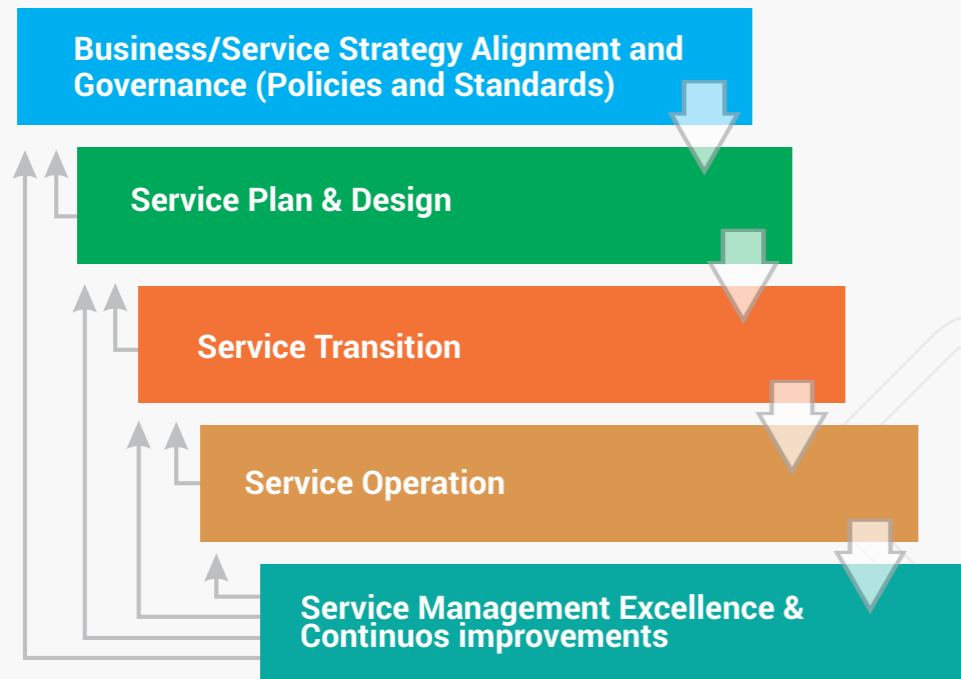 Business/Service Strategy Alignment and
Governance (Policies and Standards)
Service Plan & Design
Service Transition
Service Operation
Service Management Excellence &
Continuos improvements